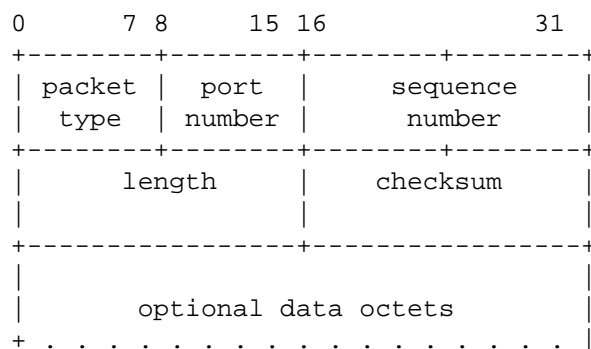 0 7 8 15 16 31
+--------+--------+--------+--------+
| packet | port | sequence |
| type | number | number |
+--------+--------+--------+--------+
| length | checksum |
| | |
+-----------------+-----------------+
| |
| optional data octets |
+ . . . . . . . . . . . . . . . . . |